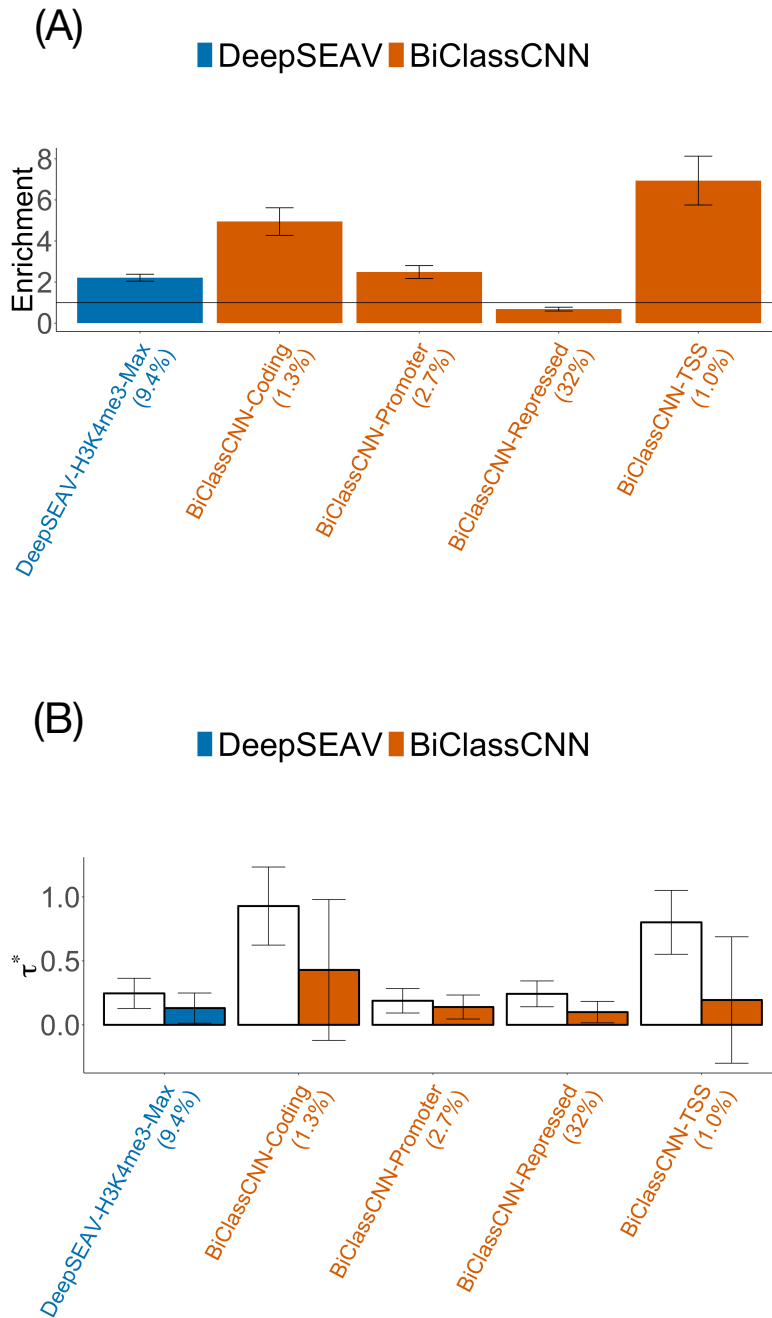 (A)
DeepSEAV BiClassCNN
Enrichment
8
6
4
2
0
DeepSEAV-H3K4me3-Max
(9.4%)
BiClassCNN-Coding
(1.3%)
BiClassCNN-Promoter
(2.7%)
BiClassCNN-Repressed
(32%)
BiClassCNN-TSS
(1.0%)
(B)
DeepSEAV BiClassCNN
τ*
1.0
0.5
0.0
DeepSEAV-H3K4me3-Max
(9.4%)
BiClassCNN-Coding
(1.3%)
BiClassCNN-Promoter
(2.7%)
BiClassCNN-Repressed
(32%)
BiClassCNN-TSS
(1.0%)